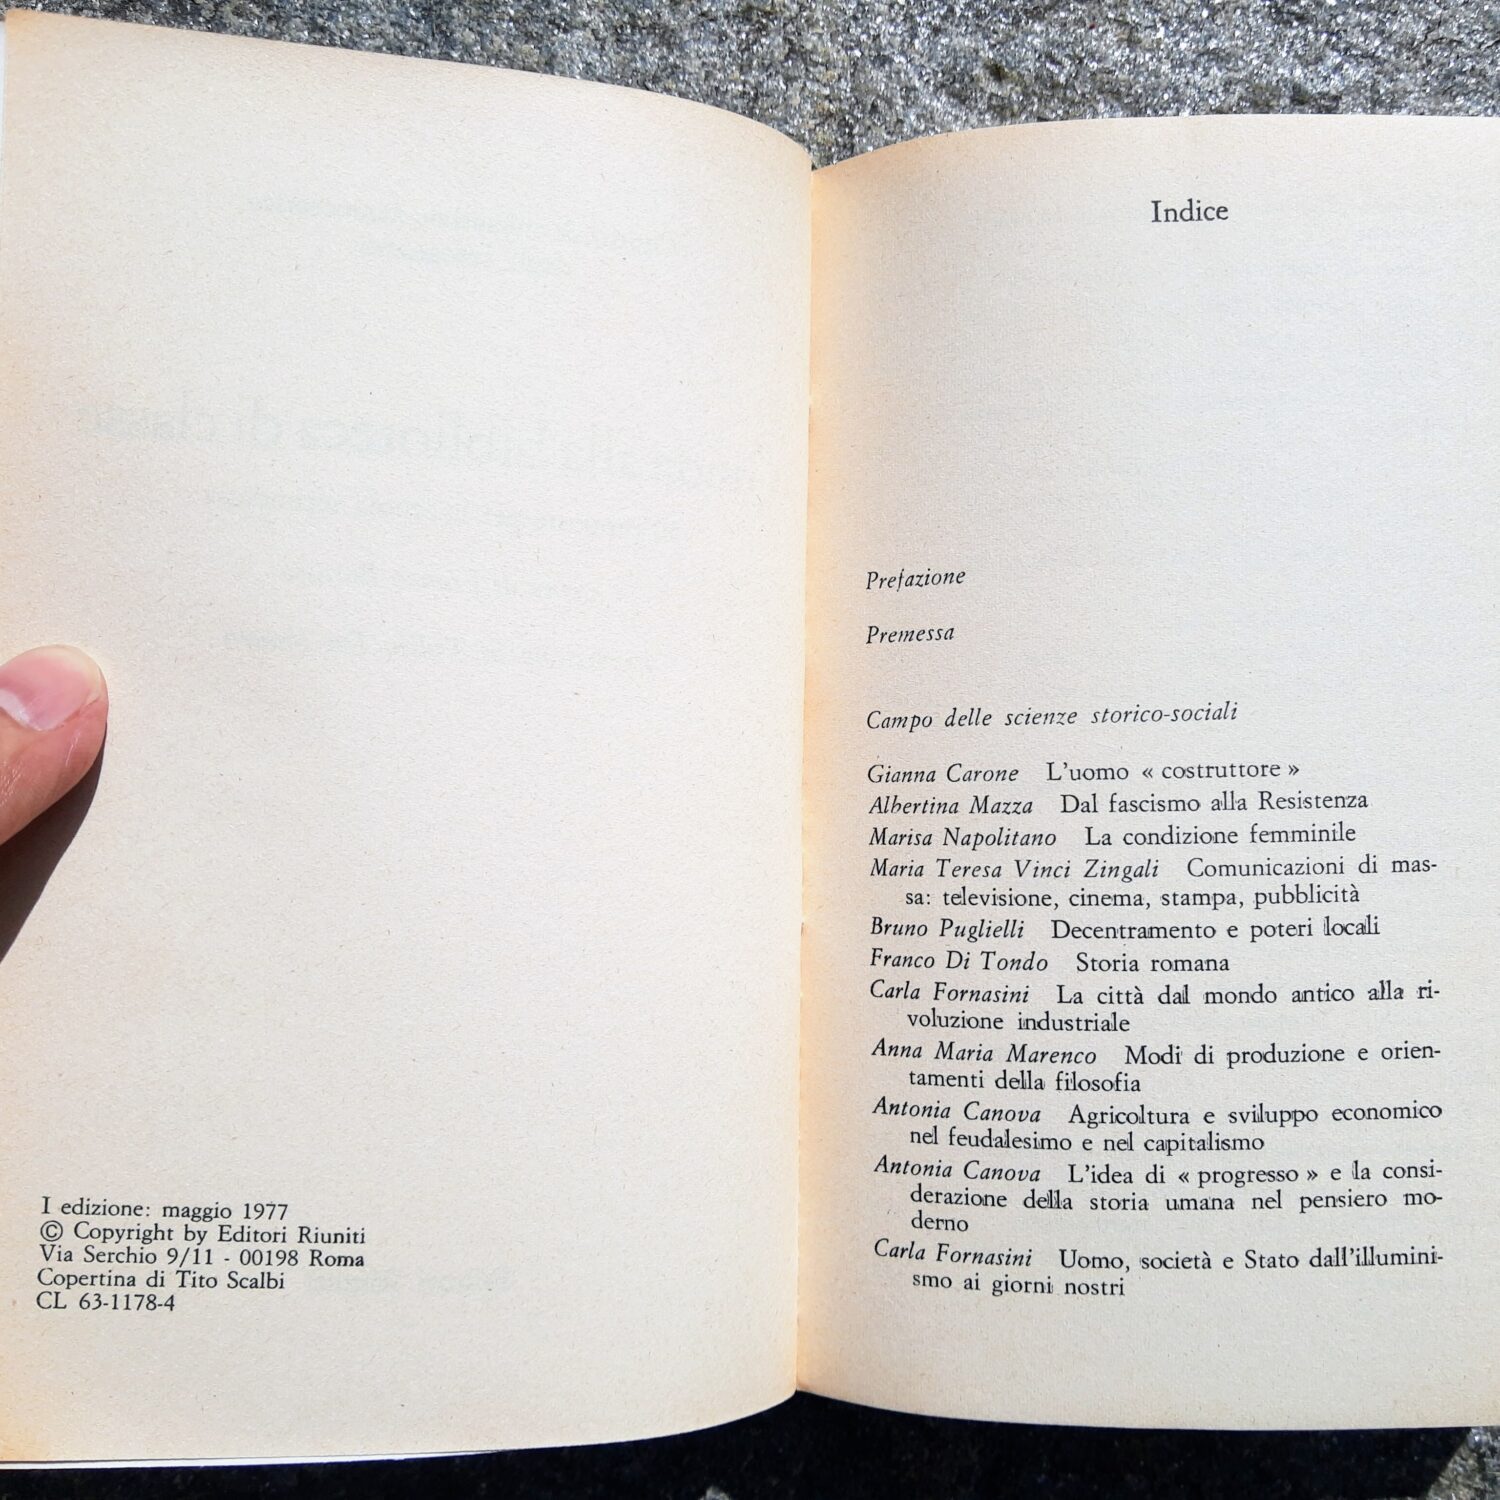 I edizione: maggio 1977
© Copyright by Editori Riuniti
Via Serchio 9/11 - 00198 Roma
Copertina di Tito Scalbi
CL 63-1178-4
Indice
Prefazione
Premessa
Campo delle scienze storico-sociali
Gianna Carone L'uomo « costruttore »
Albertina Mazza Dal fascismo alla Resistenza
Marisa Napolitano La condizione femminile
Maria Teresa Vinci Zingali Comunicazioni di mas-
sa: televisione, cinema, stampa, pubblicità
Bruno Puglielli Decentramento e poteri locali
Franco Di Tondo Storia romana
Carla Fornasini La città dal mondo antico alla ri-
voluzione industriale
Anna Maria Marenco Modi di produzione e orien-
tamenti della filosofia
Antonia Canova Agricoltura e sviluppo economico
nel feudalesimo e nel capitalismo
Antonia Canova L'idea di « progresso » e la consi-
derazione della storia umana nel pensiero mo-
derno
Carla Fornasini Uomo, società e Stato dall'illumini-
smo ai giorni nostri